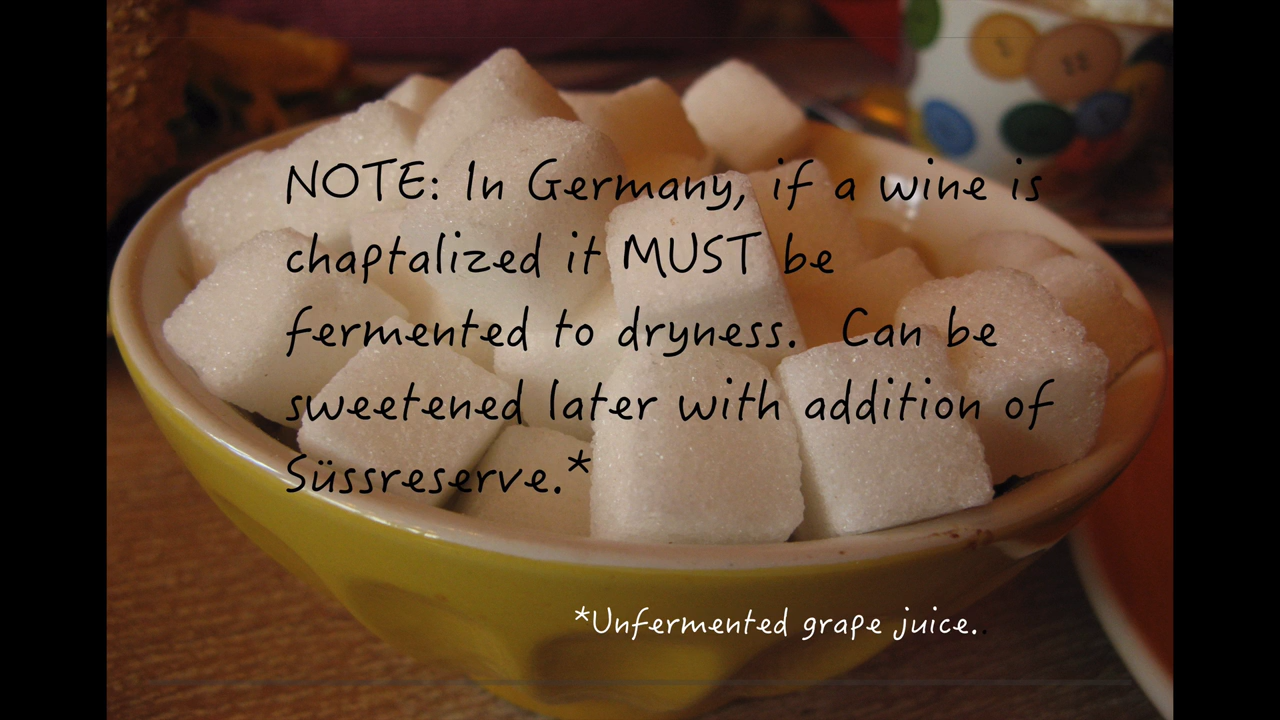 NOTE: In Germany, if a wine is
chaptalized it MUST be
fermented to dryness.  Can be
sweetened later with addition of
Süssreserve.*
*Unfermented grape juice..